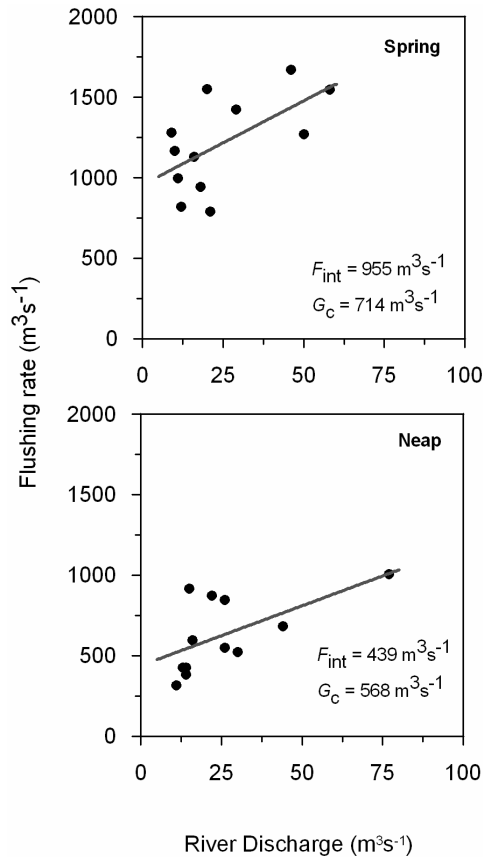 2000
Spring
1500
1000
500
F_int = 955 m³s⁻¹
G_c = 714 m³s⁻¹
0
0 25 50 75 100
Flushing rate (m³s⁻¹)
2000
Neap
1500
1000
500
F_int = 439 m³s⁻¹
G_c = 568 m³s⁻¹
0
0 25 50 75 100
River Discharge (m³s⁻¹)